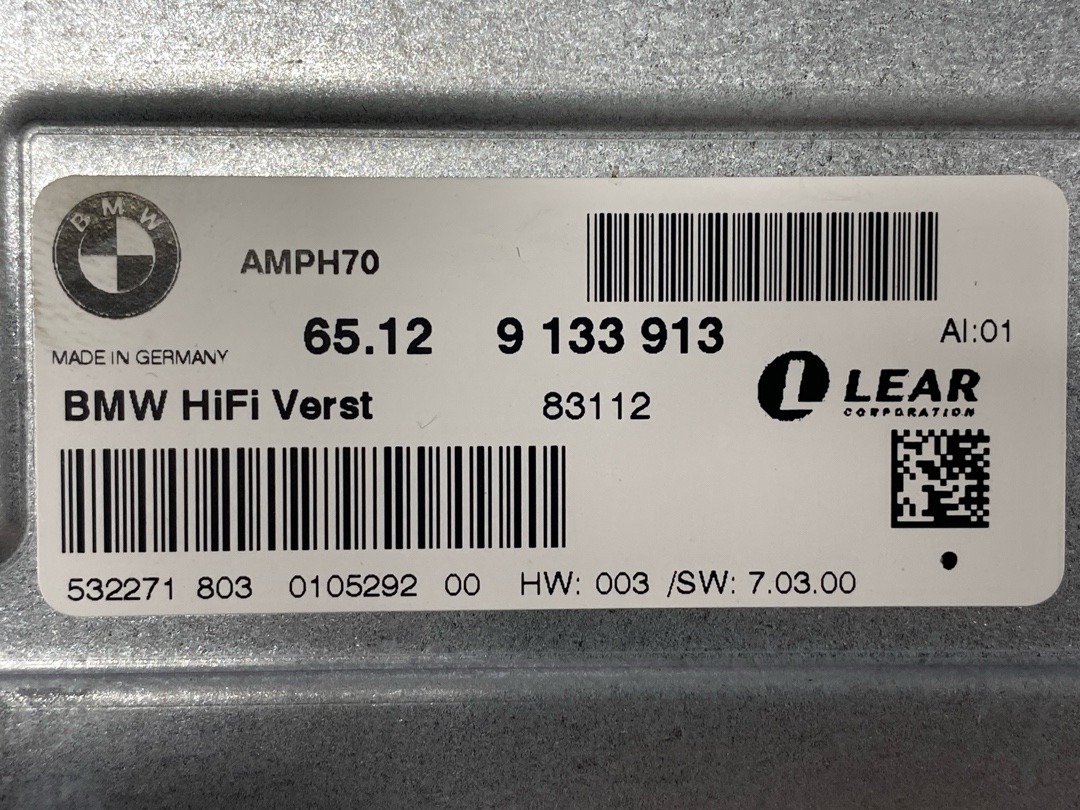 BMW
AMPH70
65.12 9 133 913
AI:01
MADE IN GERMANY
BMW HiFi Verst 83112
LEAR
CORPORATION
532271 803 0105292 00 HW: 003 /SW: 7.03.00